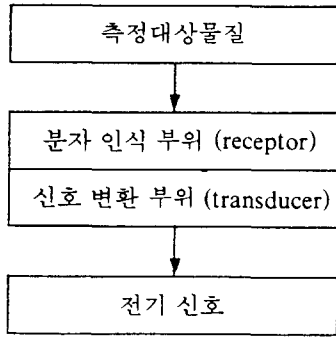 측정대상물질
분자 인식 부위 (receptor)
신호 변환 부위 (transducer)
전기 신호